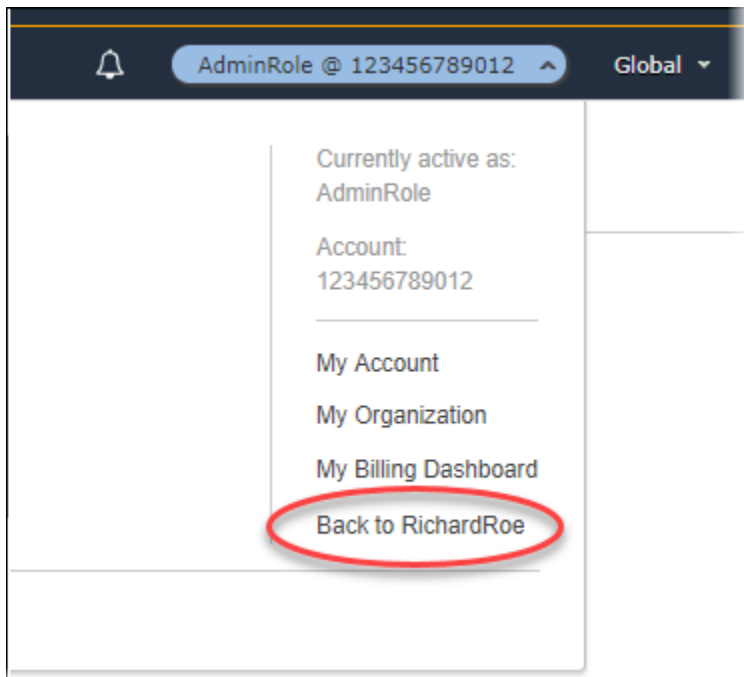 AdminRole @ 123456789012
Global
Currently active as:
AdminRole
Account:
123456789012
My Account
My Organization
My Billing Dashboard
Back to RichardRoe